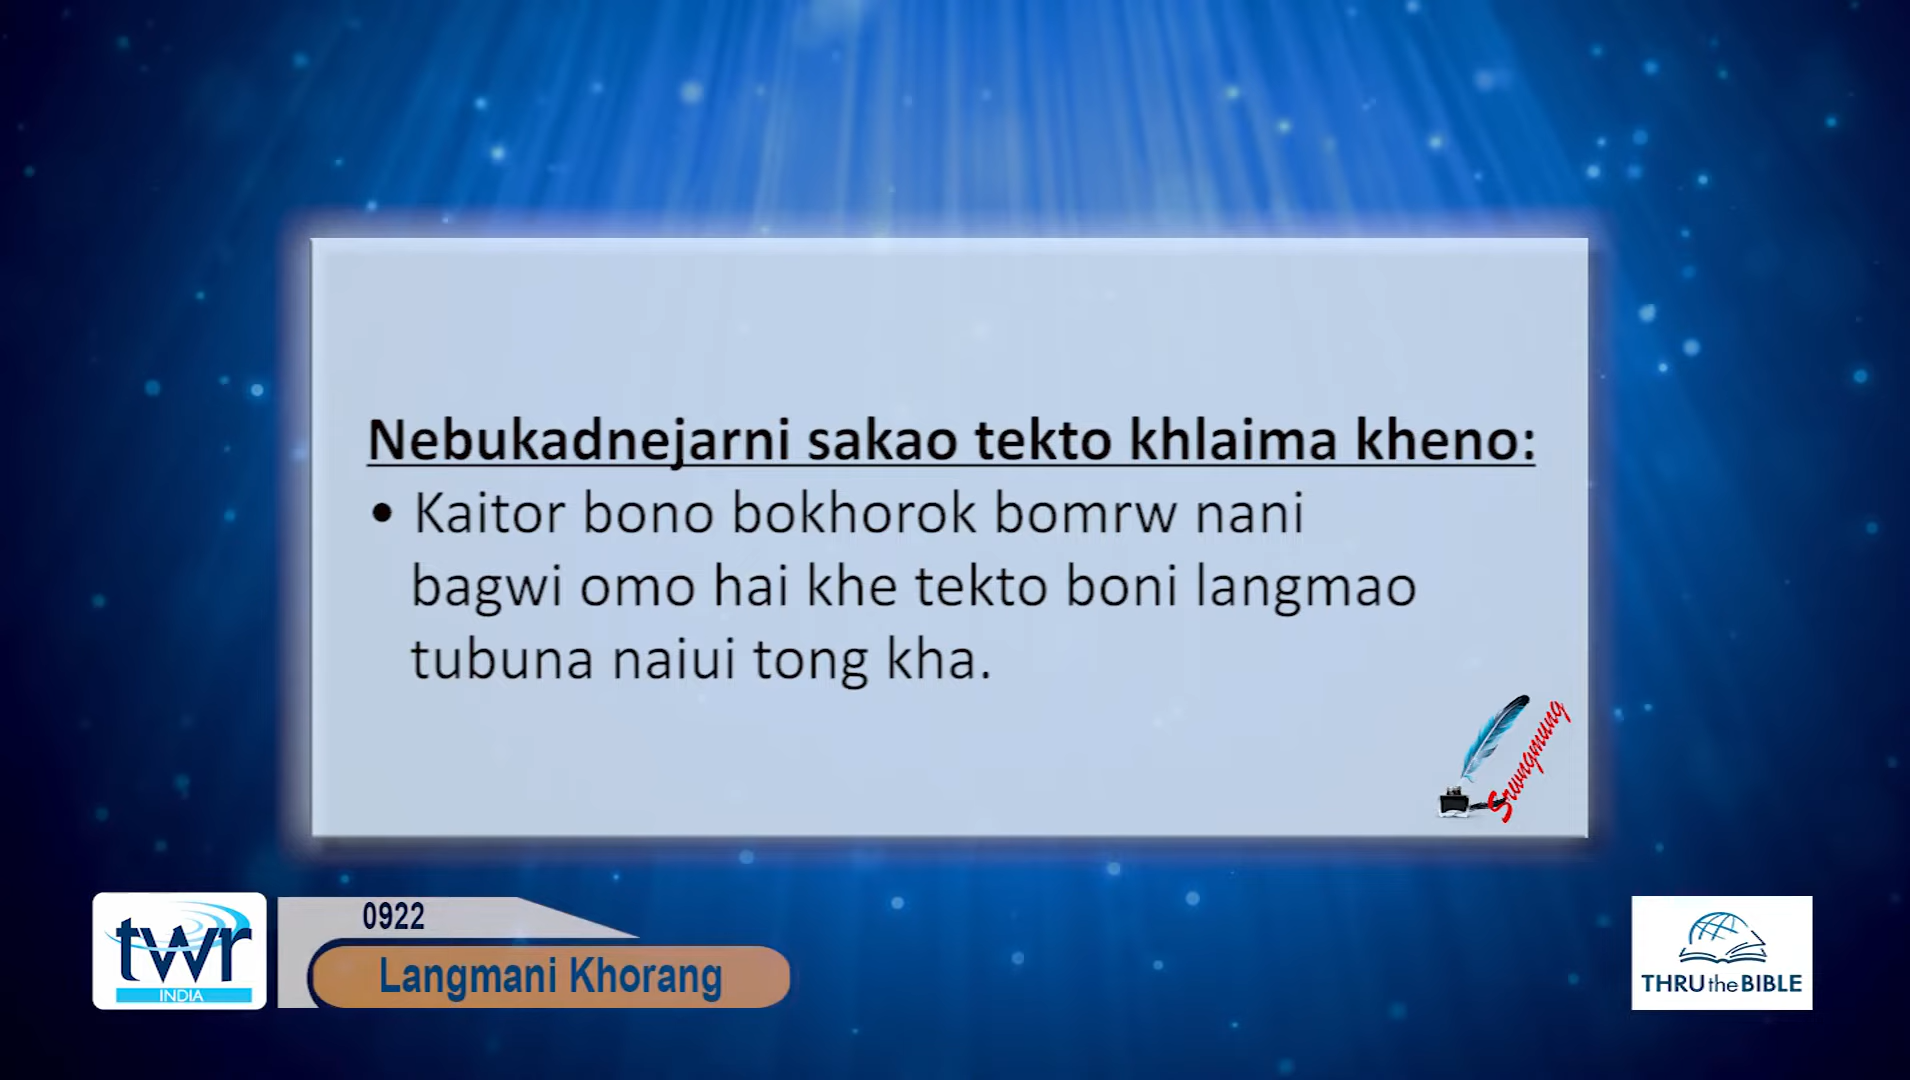 Nebukadnejarni sakao tekto khlaima kheno:
• Kaitor bono bokhorok bomrw nani
bagwi omo hai khe tekto boni langmao
tubuna naiui tong kha.
Srwngmung
twr
INDIA
0922
Langmani Khorang
THRU the BIBLE